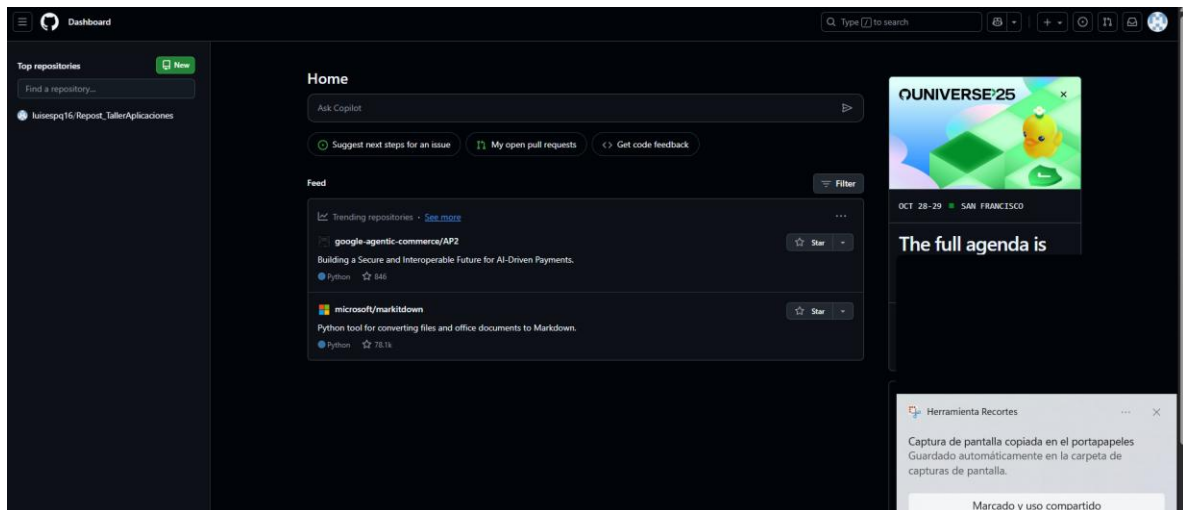 Dashboard
Type / to search
Top repositories
New
Find a repository...
luisespq16/Repost_TallerAplicaciones
Home
Ask Copilot
Suggest next steps for an issue
My open pull requests
<> Get code feedback
Feed
Filter
Trending repositories · See more
google-agentic-commerce/AP2
Star
Building a Secure and Interoperable Future for AI-Driven Payments.
Python 846
microsoft/markitdown
Star
Python tool for converting files and office documents to Markdown.
Python 78.1k
UNIVERSE'25
OCT 28-29 SAN FRANCISCO
The full agenda is
Herramienta Recortes
Captura de pantalla copiada en el portapapeles
Guardado automáticamente en la carpeta de
capturas de pantalla.
Marcado y uso compartido